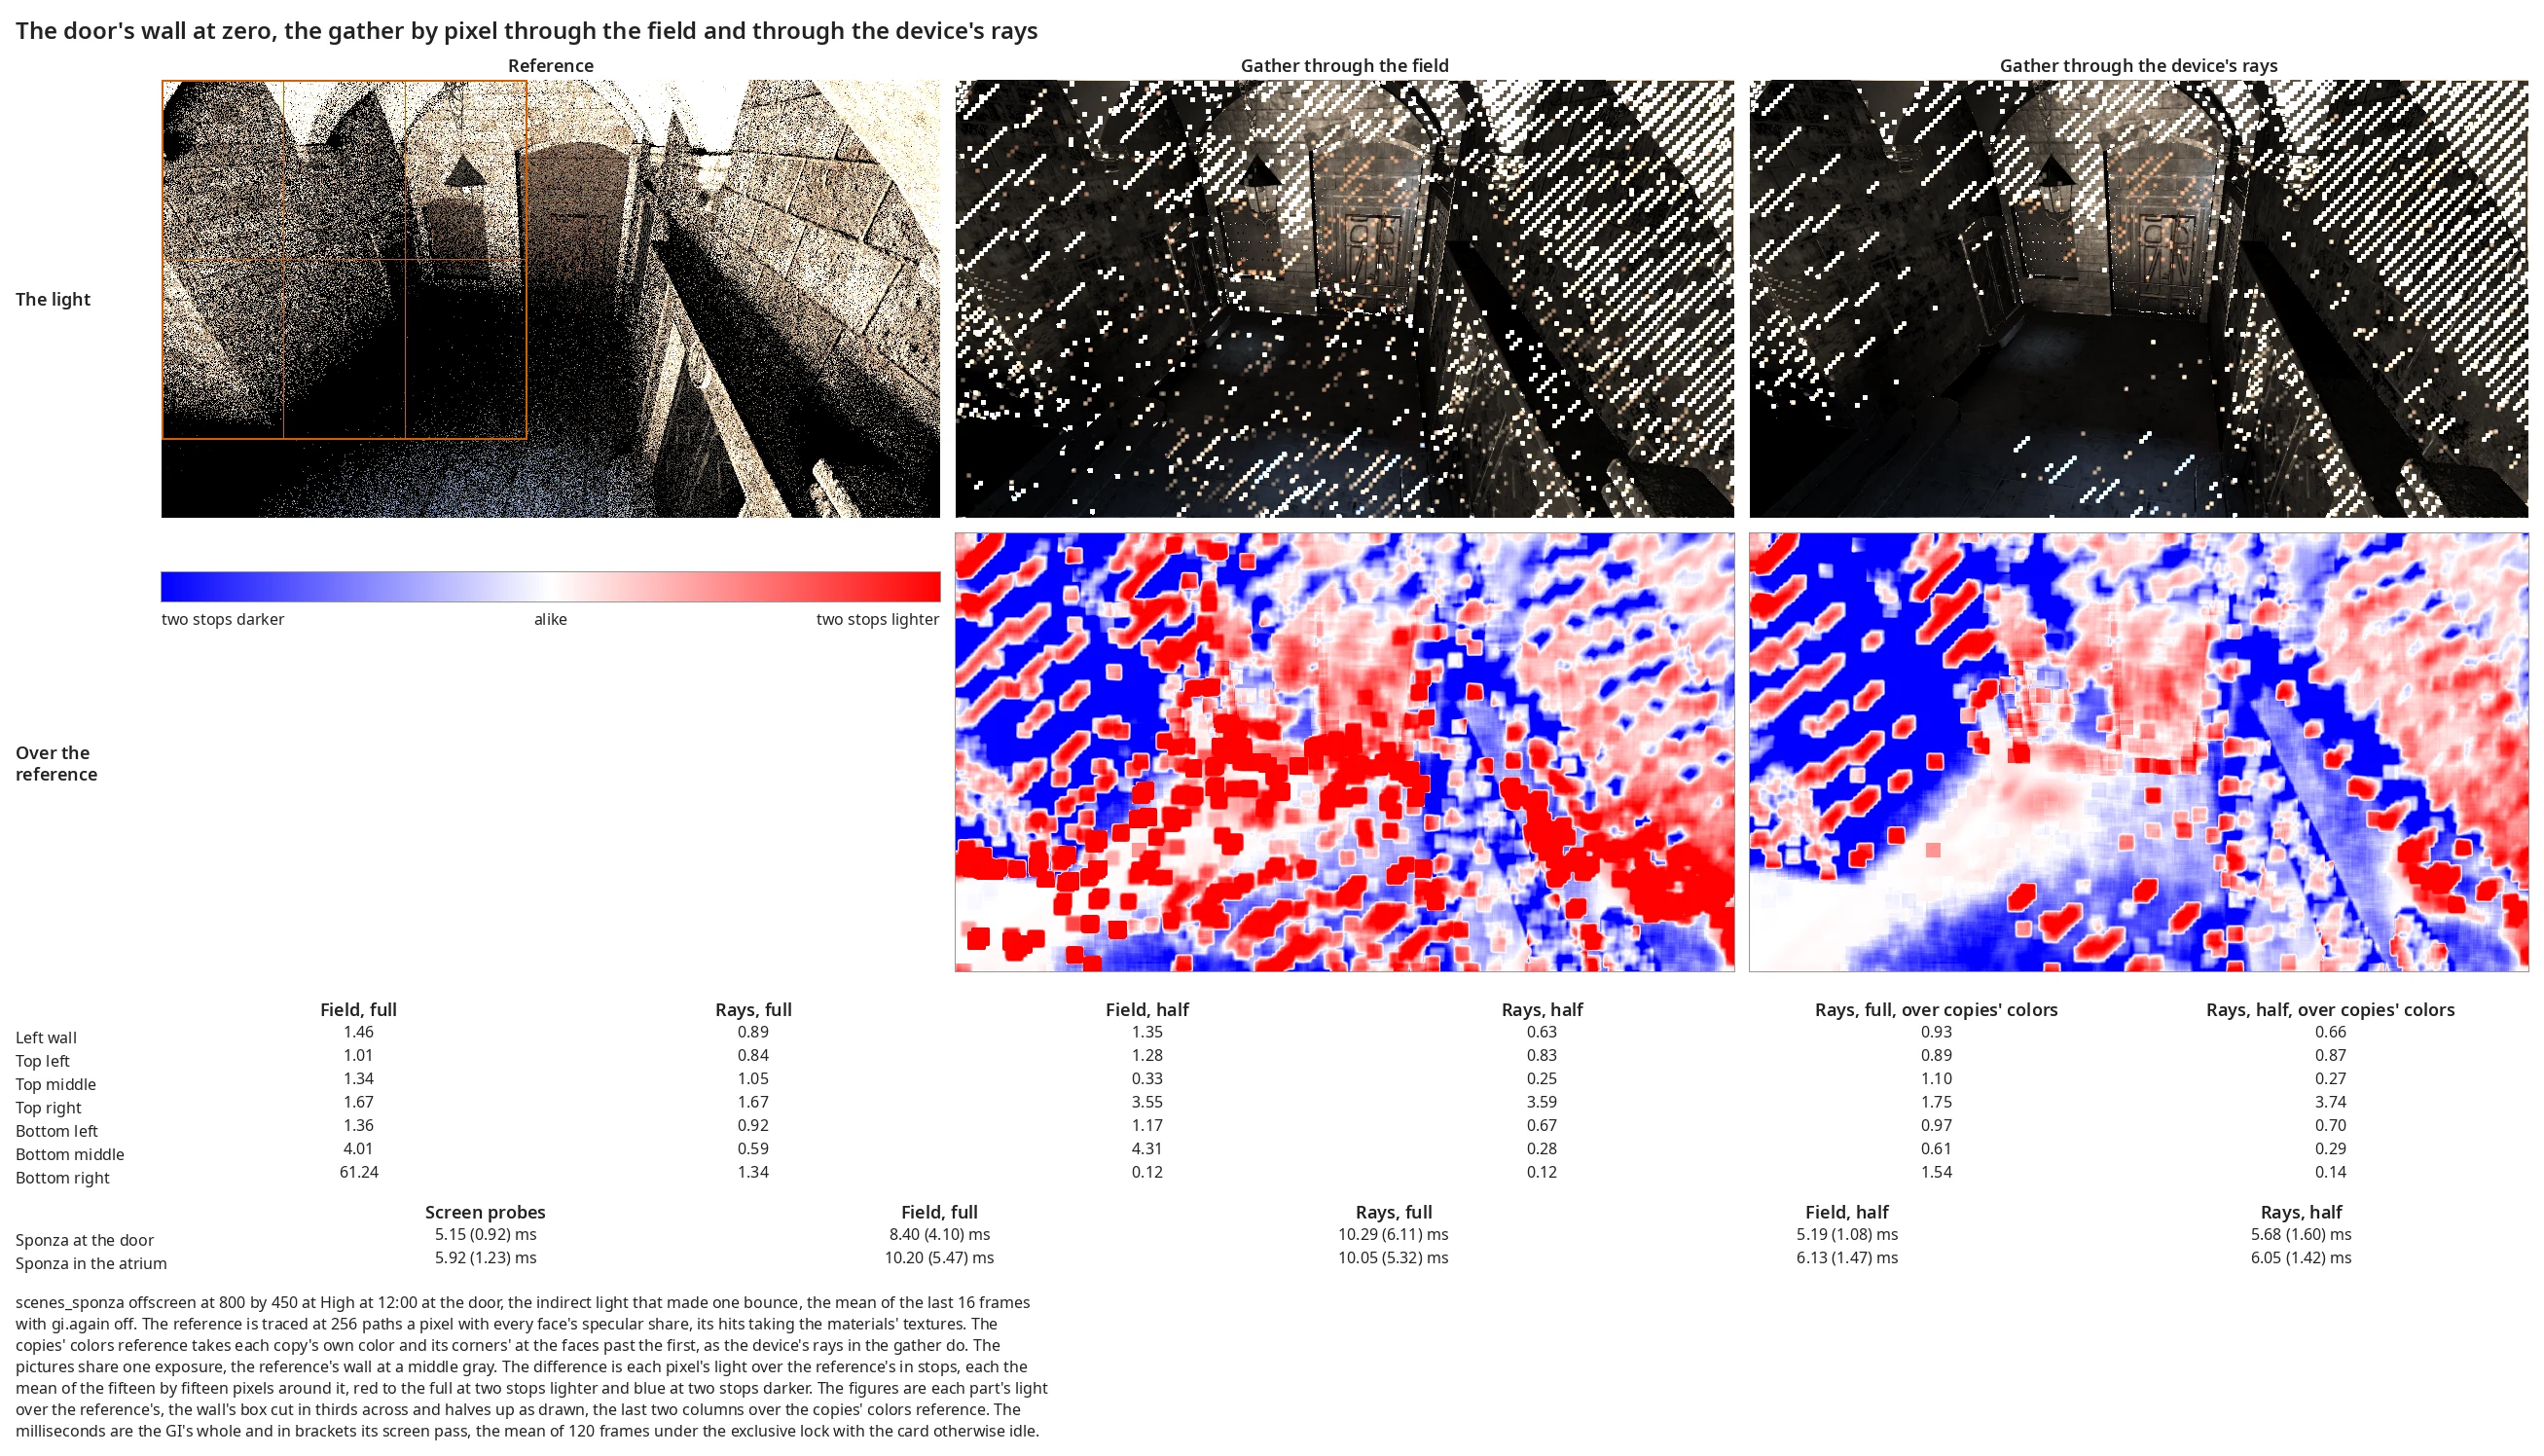 The door's wall at zero, the gather by pixel through the field and through the device's rays
Reference Gather through the field Gather through the device's rays
The light
two stops darker alike two stops lighter
Over the
reference
Field, full Rays, full Field, half Rays, half Rays, full, over copies' colors Rays, half, over copies' colors
Left wall 1.46 0.89 1.35 0.63 0.93 0.66
Top left 1.01 0.84 1.28 0.83 0.89 0.87
Top middle 1.34 1.05 0.33 0.25 1.10 0.27
Top right 1.67 1.67 3.55 3.59 1.75 3.74
Bottom left 1.36 0.92 1.17 0.67 0.97 0.70
Bottom middle 4.01 0.59 4.31 0.28 0.61 0.29
Bottom right 61.24 1.34 0.12 0.12 1.54 0.14
Screen probes Field, full Rays, full Field, half Rays, half
Sponza at the door 5.15 (0.92) ms 8.40 (4.10) ms 10.29 (6.11) ms 5.19 (1.08) ms 5.68 (1.60) ms
Sponza in the atrium 5.92 (1.23) ms 10.20 (5.47) ms 10.05 (5.32) ms 6.13 (1.47) ms 6.05 (1.42) ms
scenes_sponza offscreen at 800 by 450 at High at 12:00 at the door, the indirect light that made one bounce, the mean of the last 16 frames
with gi.again off. The reference is traced at 256 paths a pixel with every face's specular share, its hits taking the materials' textures. The
copies' colors reference takes each copy's own color and its corners' at the faces past the first, as the device's rays in the gather do. The
pictures share one exposure, the reference's wall at a middle gray. The difference is each pixel's light over the reference's in stops, each the
mean of the fifteen by fifteen pixels around it, red to the full at two stops lighter and blue at two stops darker. The figures are each part's light
over the reference's, the wall's box cut in thirds across and halves up as drawn, the last two columns over the copies' colors reference. The
milliseconds are the GI's whole and in brackets its screen pass, the mean of 120 frames under the exclusive lock with the card otherwise idle.